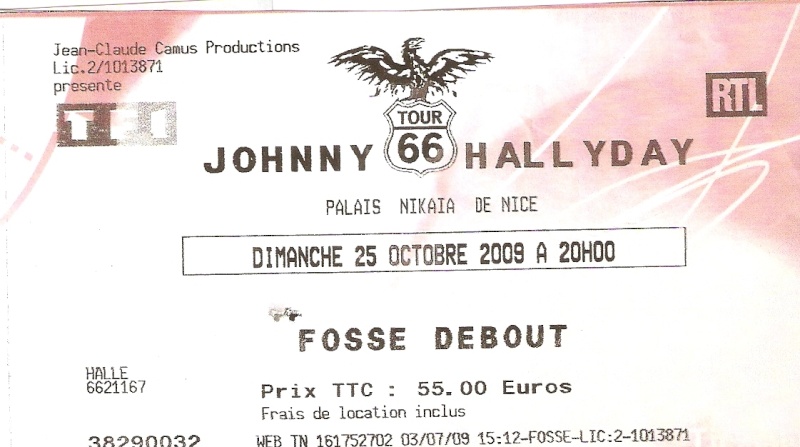 Jean-Claude Camus Productions
Lic.2/1013871
presente
TF1
RTL
TOUR
66
JOHNNY HALLYDAY
PALAIS NIKAIA DE NICE
DIMANCHE 25 OCTOBRE 2009 A 20H00
FOSSE DEBOUT
HALLE
6621167
Prix TTC : 55.00 Euros
Frais de location inclus
38290032
WEB TN 161752702 03/07/09 15:12-FOSSE-LIC:2-1013871